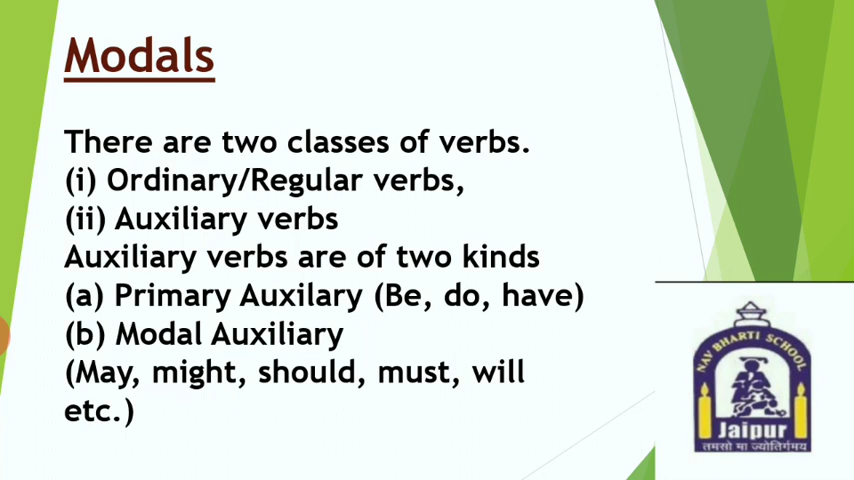 Modals
There are two classes of verbs.
(i) Ordinary/Regular verbs,
(ii) Auxiliary verbs
Auxiliary verbs are of two kinds
(a) Primary Auxilary (Be, do, have)
(b) Modal Auxiliary
(May, might, should, must, will
etc.)
NAV BHARTI SCHOOL
Jaipur
तमसो मा ज्योतिर्गमय